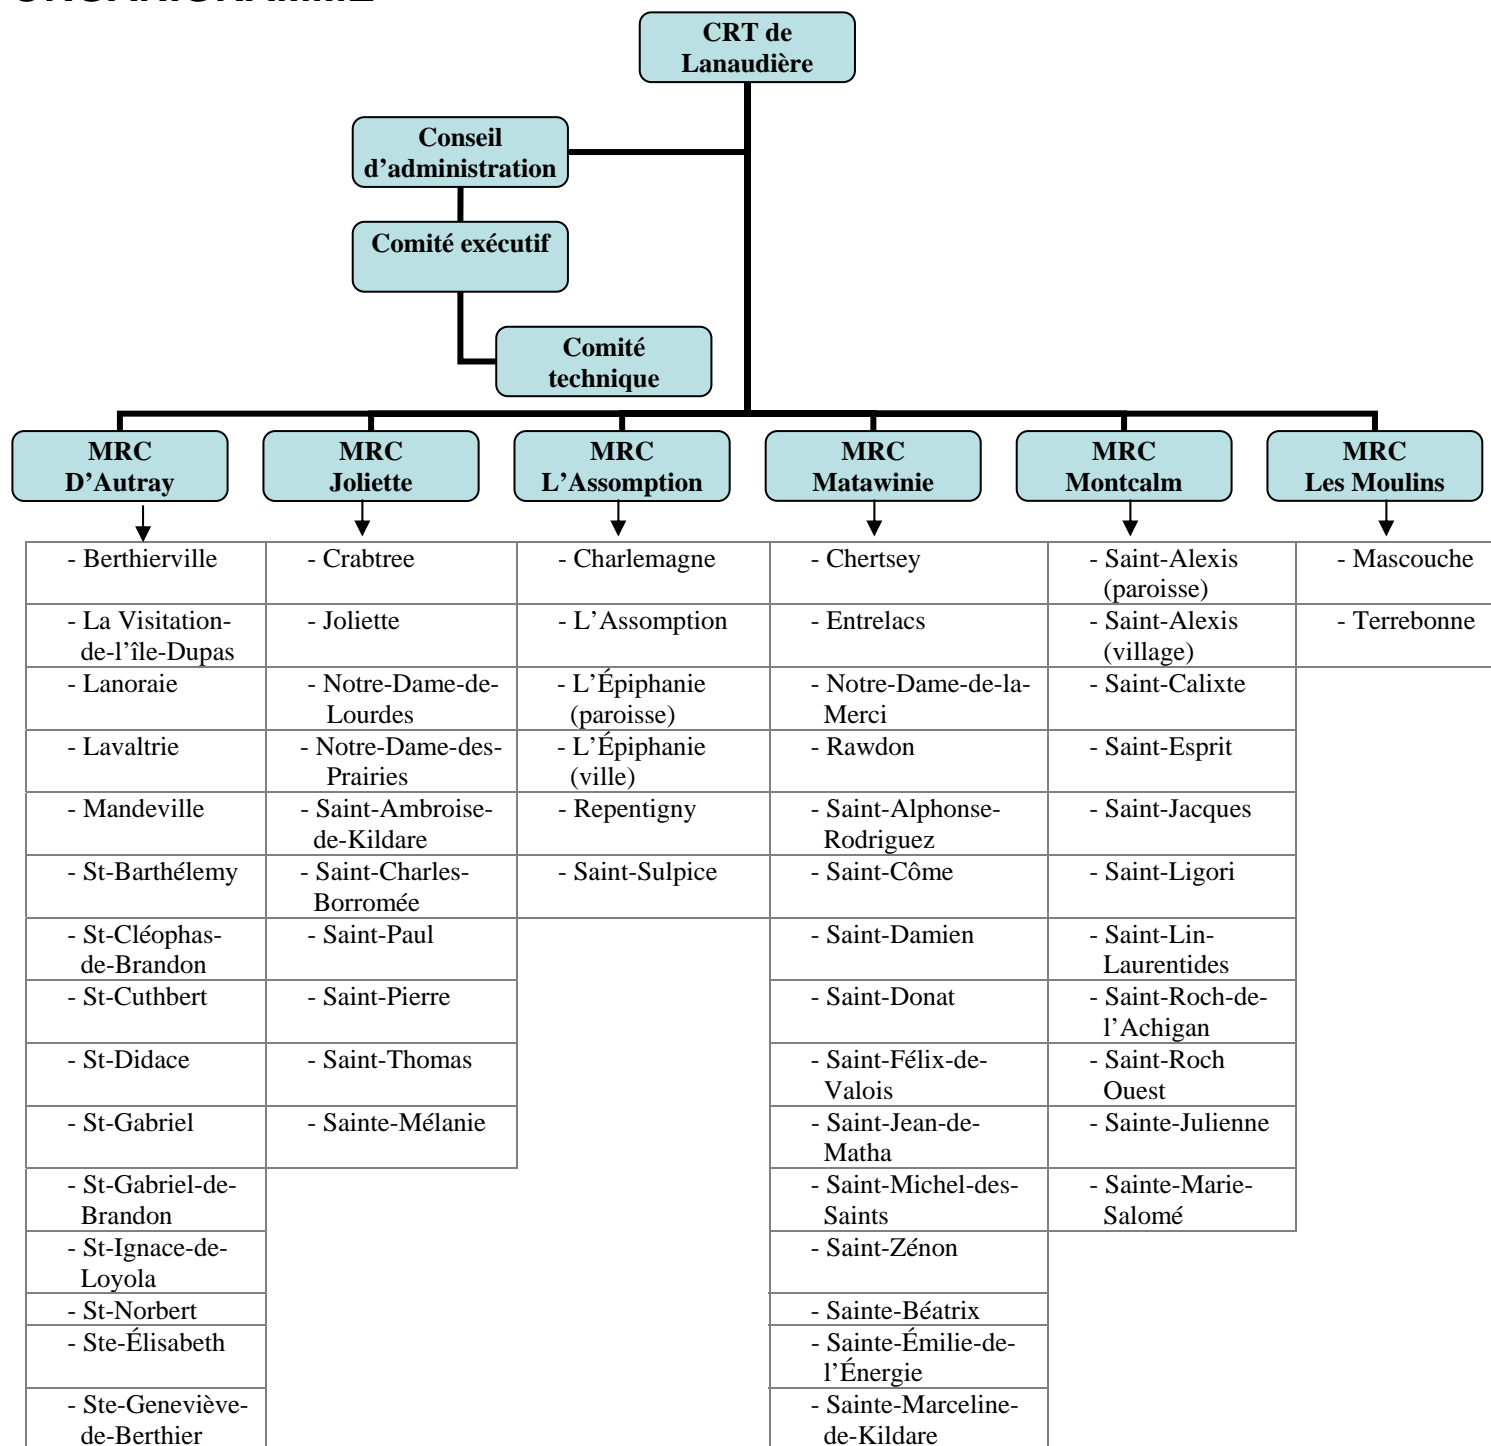 ORGANIGRAMME
CRT de
Lanaudière
Conseil
d’administration
Comité exécutif
Comité
technique
MRC
D’Autray
MRC
Joliette
MRC
L’Assomption
MRC
Matawinie
MRC
Montcalm
MRC
Les Moulins
- Berthierville
- La Visitation-
de-l’île-Dupas
- Lanoraie
- Lavaltrie
- Mandeville
- St-Barthélemy
- St-Cléophas-
de-Brandon
- St-Cuthbert
- St-Didace
- St-Gabriel
- St-Gabriel-de-
Brandon
- St-Ignace-de-
Loyola
- St-Norbert
- Ste-Élisabeth
- Ste-Geneviève-
de-Berthier
- Crabtree
- Joliette
- Notre-Dame-de-
Lourdes
- Notre-Dame-des-
Prairies
- Saint-Ambroise-
de-Kildare
- Saint-Charles-
Borromée
- Saint-Paul
- Saint-Pierre
- Saint-Thomas
- Sainte-Mélanie
- Charlemagne
- L’Assomption
- L’Épiphanie
(paroisse)
- L’Épiphanie
(ville)
- Repentigny
- Saint-Sulpice
- Chertsey
- Entrelacs
- Notre-Dame-de-la-
Merci
- Rawdon
- Saint-Alphonse-
Rodriguez
- Saint-Côme
- Saint-Damien
- Saint-Donat
- Saint-Félix-de-
Valois
- Saint-Jean-de-
Matha
- Saint-Michel-des-
Saints
- Saint-Zénon
- Sainte-Béatrix
- Sainte-Émilie-de-
l’Énergie
- Sainte-Marceline-
de-Kildare
- Saint-Alexis
(paroisse)
- Saint-Alexis
(village)
- Saint-Calixte
- Saint-Esprit
- Saint-Jacques
- Saint-Ligori
- Saint-Lin-
Laurentides
- Saint-Roch-de-
l’Achigan
- Saint-Roch
Ouest
- Sainte-Julienne
- Sainte-Marie-
Salomé
- Mascouche
- Terrebonne